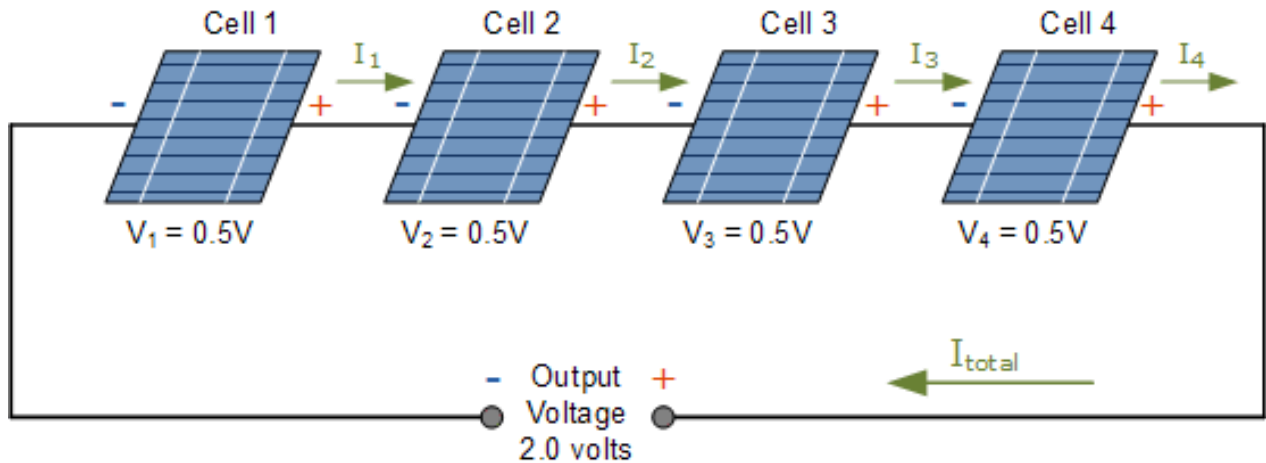 Cell 1 Cell 2 Cell 3 Cell 4
I₁ I₂ I₃ I₄
- + - + - + - +
V₁ = 0.5V V₂ = 0.5V V₃ = 0.5V V₄ = 0.5V
I_total
- Output +
Voltage
2.0 volts